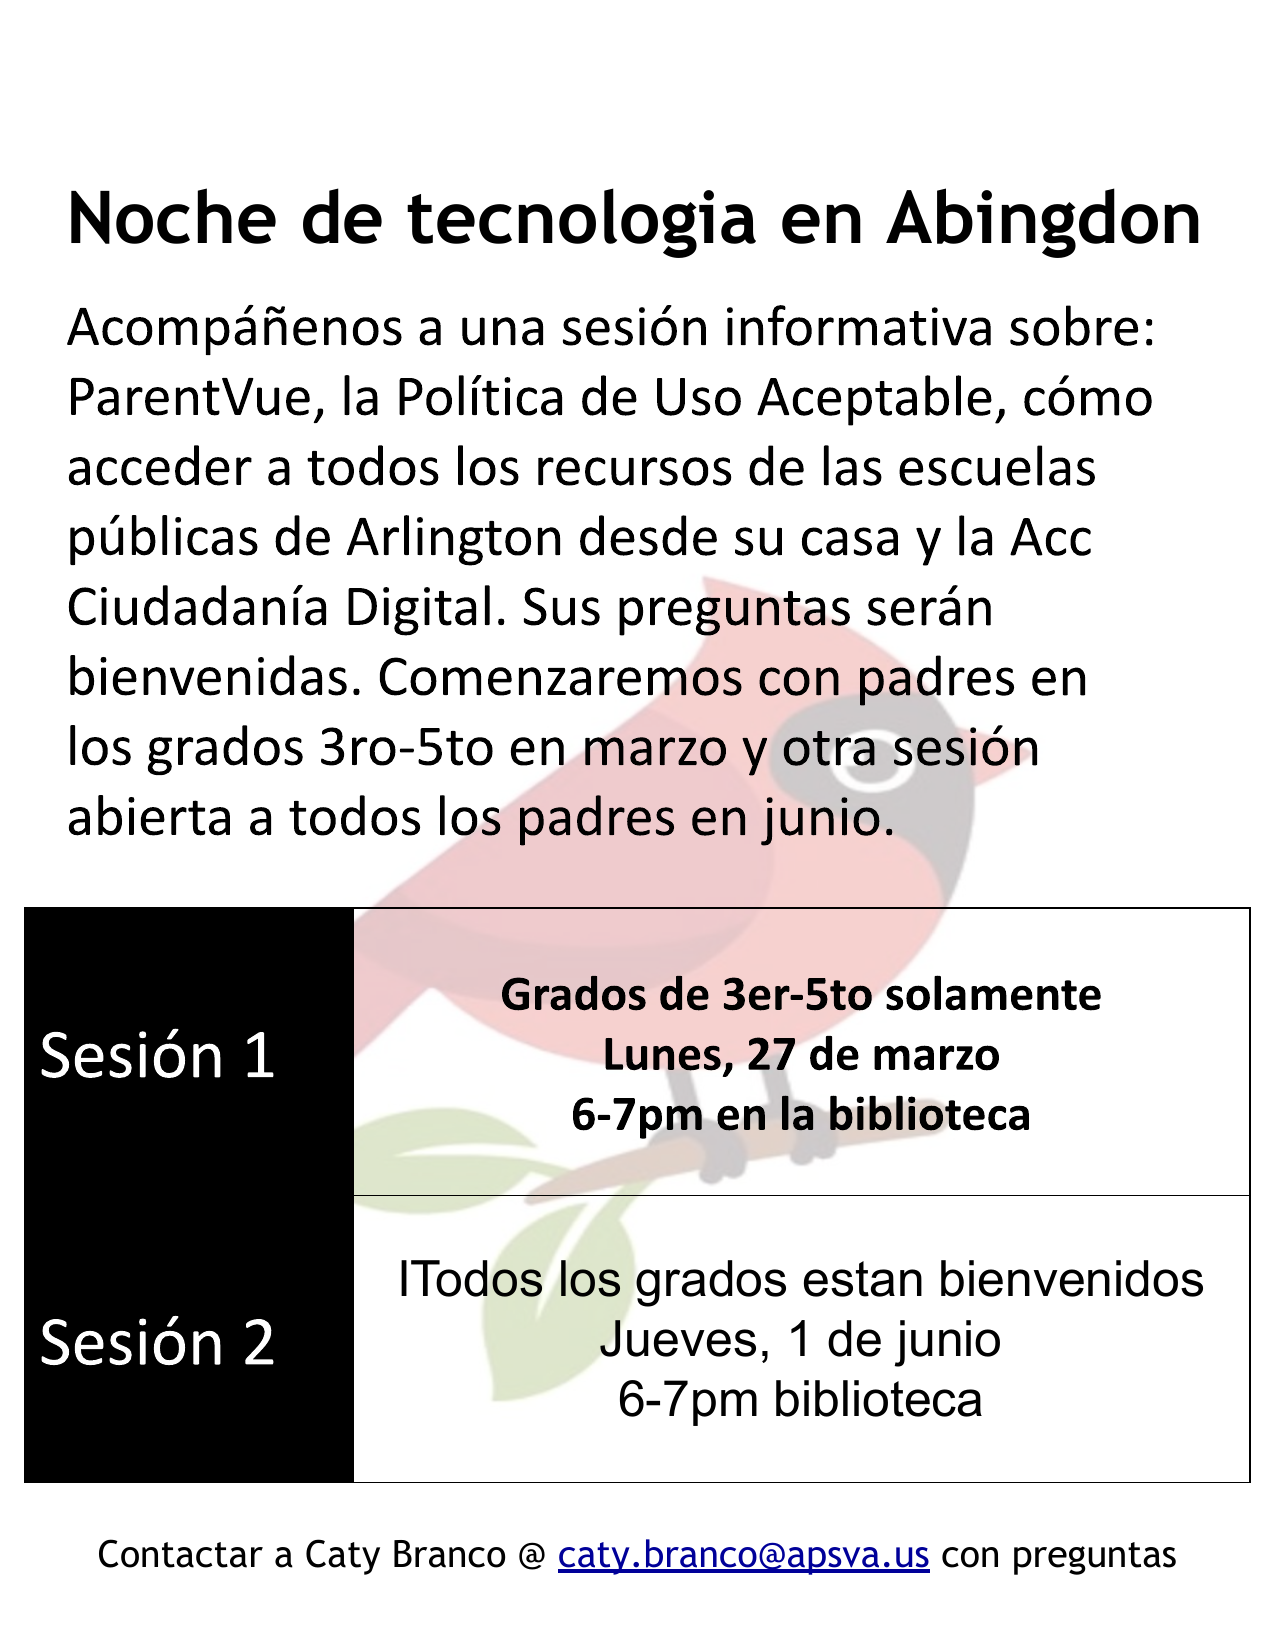 Noche de tecnologia en Abingdon
Acompáñenos a una sesión informativa sobre:
ParentVue, la Política de Uso Aceptable, cómo
acceder a todos los recursos de las escuelas
públicas de Arlington desde su casa y la Acc
Ciudadanía Digital. Sus preguntas serán
bienvenidas. Comenzaremos con padres en
los grados 3ro-5to en marzo y otra sesión
abierta a todos los padres en junio.
Sesión 1
Grados de 3er-5to solamente
Lunes, 27 de marzo
6-7pm en la biblioteca
Sesión 2
ITodos los grados estan bienvenidos
Jueves, 1 de junio
6-7pm biblioteca
Contactar a Caty Branco @ caty.branco@apsva.us con preguntas